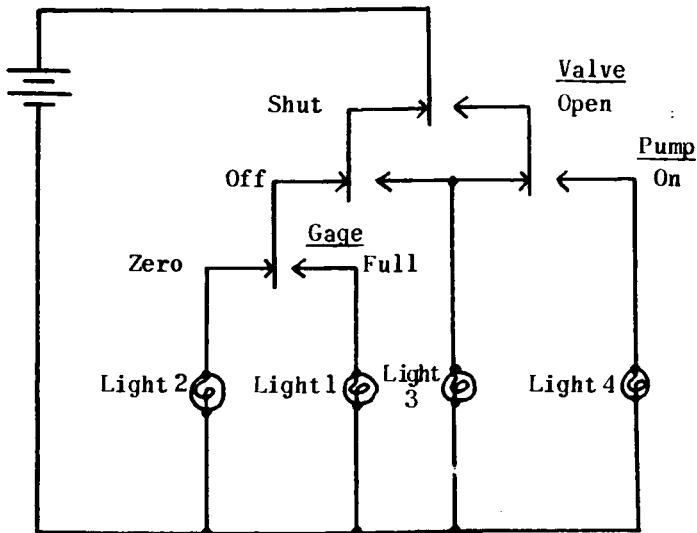 Valve
Shut
Open
Pump
Off
On
Gage
Zero
Full
Light 2
Light 1
Light 3
Light 4